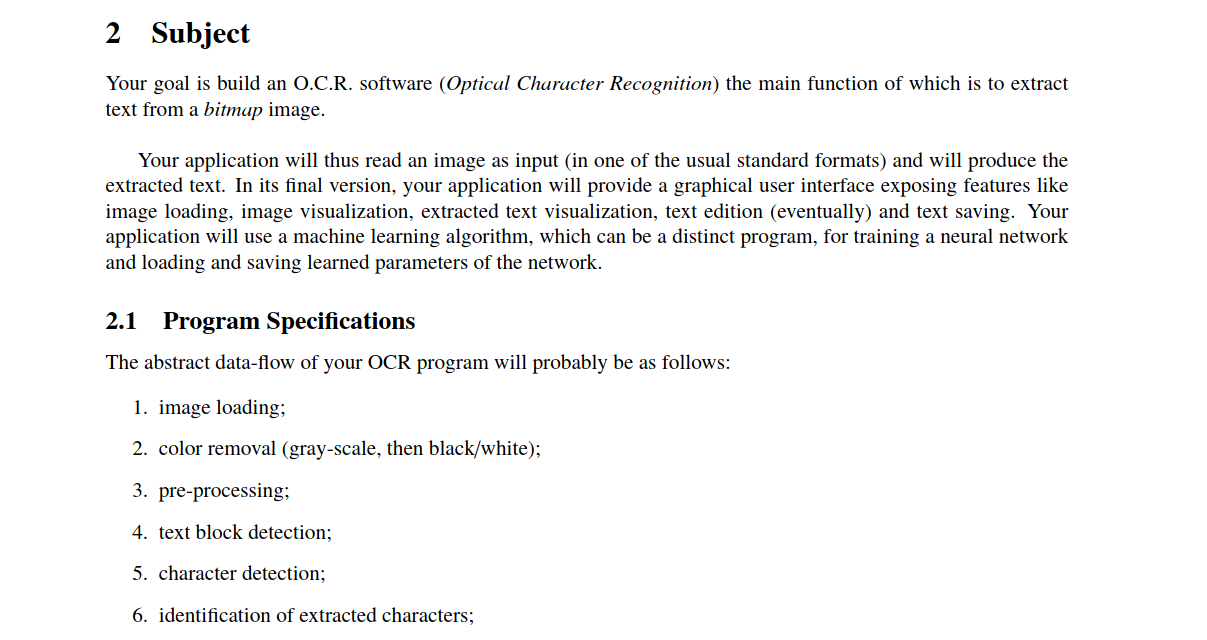 2 Subject
Your goal is build an O.C.R. software (Optical Character Recognition) the main function of which is to extract
text from a bitmap image.
Your application will thus read an image as input (in one of the usual standard formats) and will produce the
extracted text. In its final version, your application will provide a graphical user interface exposing features like
image loading, image visualization, extracted text visualization, text edition (eventually) and text saving. Your
application will use a machine learning algorithm, which can be a distinct program, for training a neural network
and loading and saving learned parameters of the network.
2.1 Program Specifications
The abstract data-flow of your OCR program will probably be as follows:
1. image loading;
2. color removal (gray-scale, then black/white);
3. pre-processing;
4. text block detection;
5. character detection;
6. identification of extracted characters;